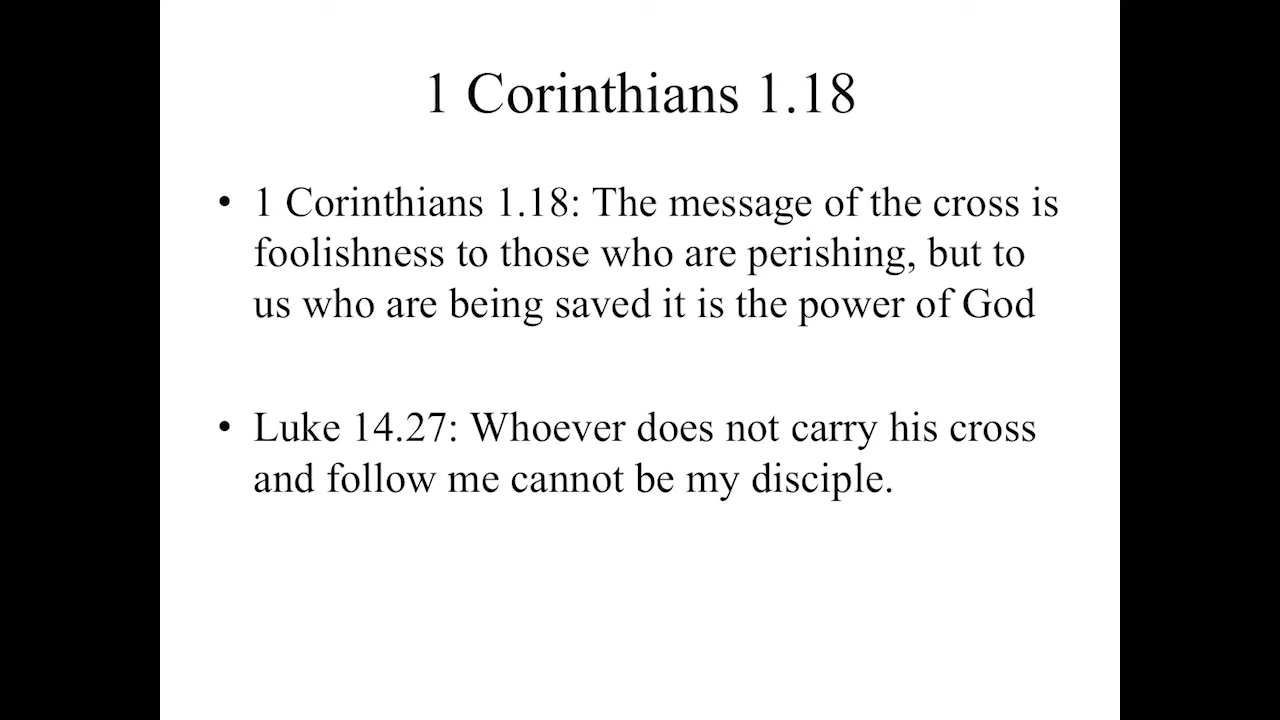 1 Corinthians 1.18
• 1 Corinthians 1.18: The message of the cross is
foolishness to those who are perishing, but to
us who are being saved it is the power of God
• Luke 14.27: Whoever does not carry his cross
and follow me cannot be my disciple.